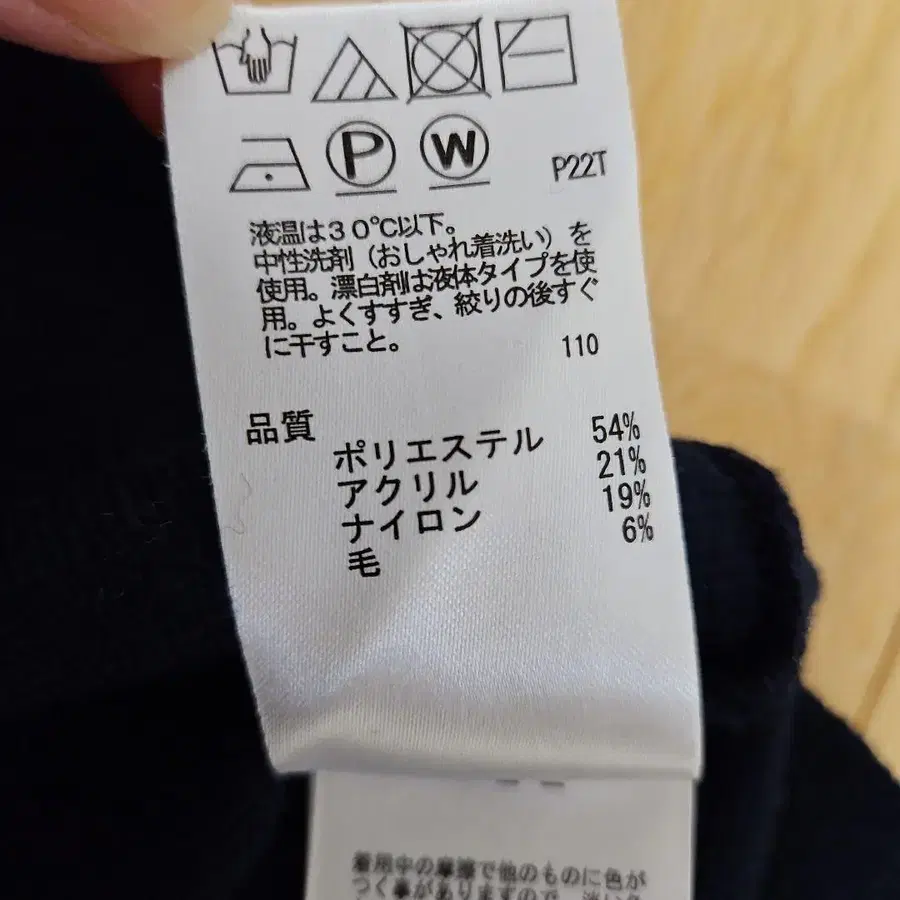 P W P22T
液温は30℃以下。
中性洗剤（おしゃれ着洗い）を
使用。漂白剤は液体タイプを使
用。よくすすぎ、絞りの後すぐ
に干すこと。 110
品質
ポリエステル 54%
アクリル 21%
ナイロン 19%
毛 6%
着用中の摩擦で他のものに色が
つく事がありますので、淡い色